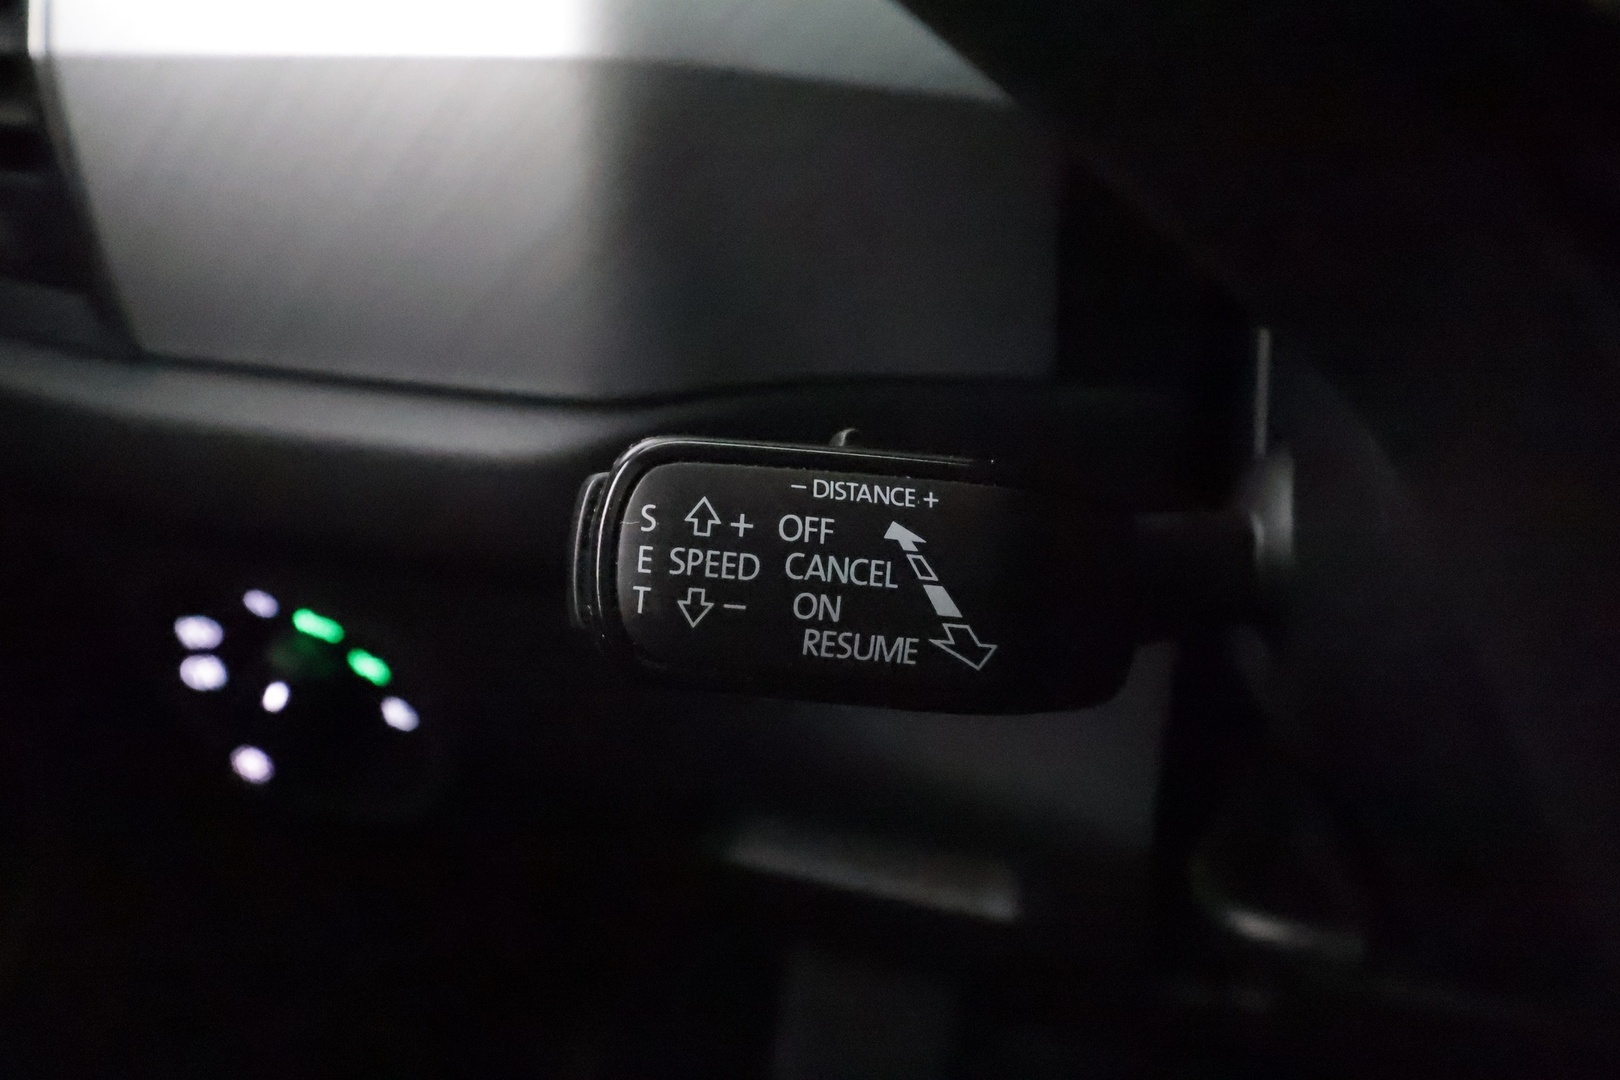 – DISTANCE +
S + OFF
E SPEED CANCEL
T – ON
RESUME